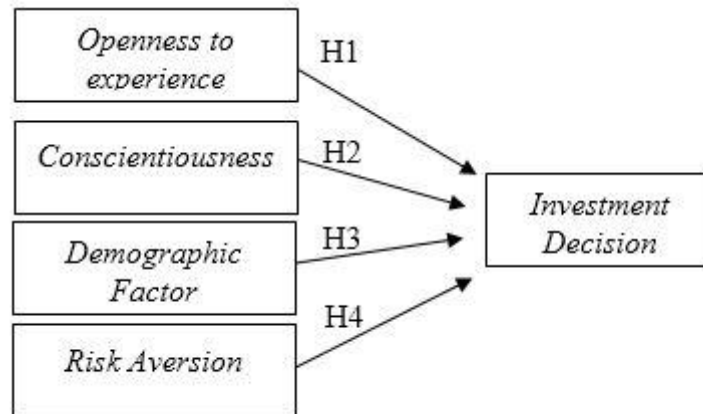 Openness to
experience
H1
Conscientiousness
H2
Demographic
Factor
H3
Risk Aversion
H4
Investment
Decision